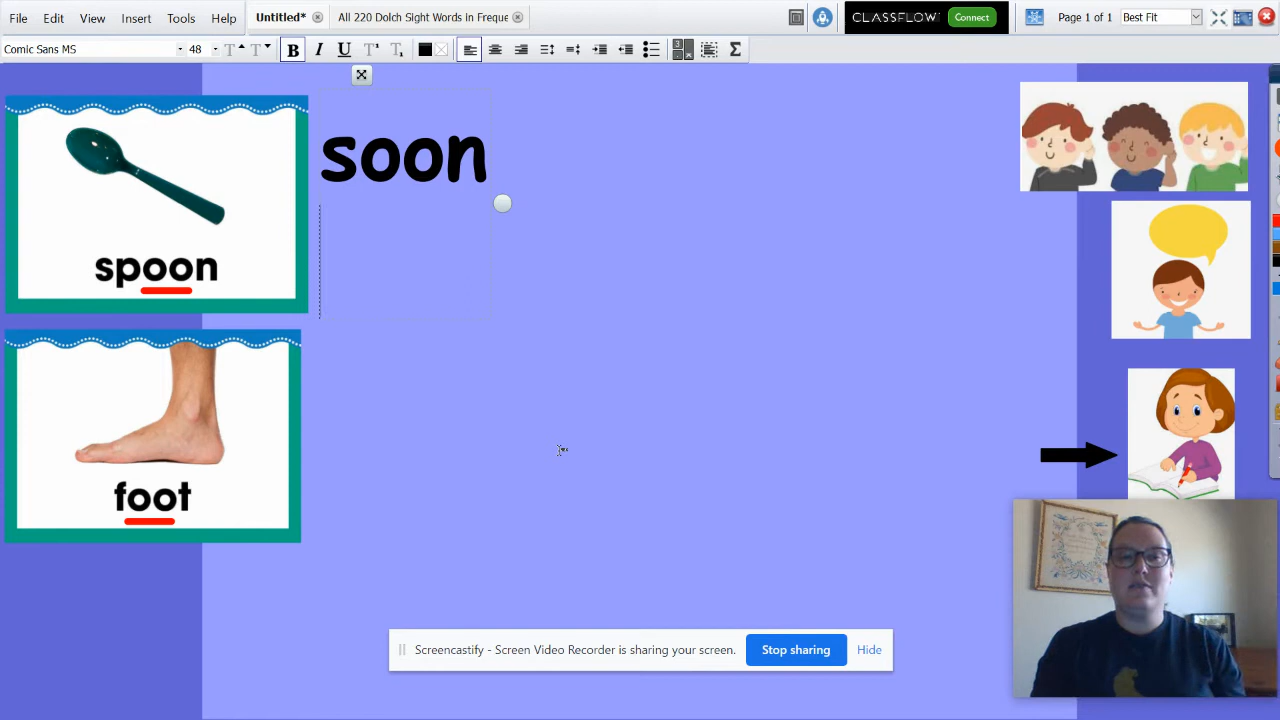 File Edit View Insert Tools Help Untitled* All 220 Dolch Sight Words in Freque CLASSFLOW Connect Page 1 of 1 Best Fit
Comic Sans MS 48 T T B I U T T Σ
soon
spoon
foot
Screencastify - Screen Video Recorder is sharing your screen. Stop sharing Hide